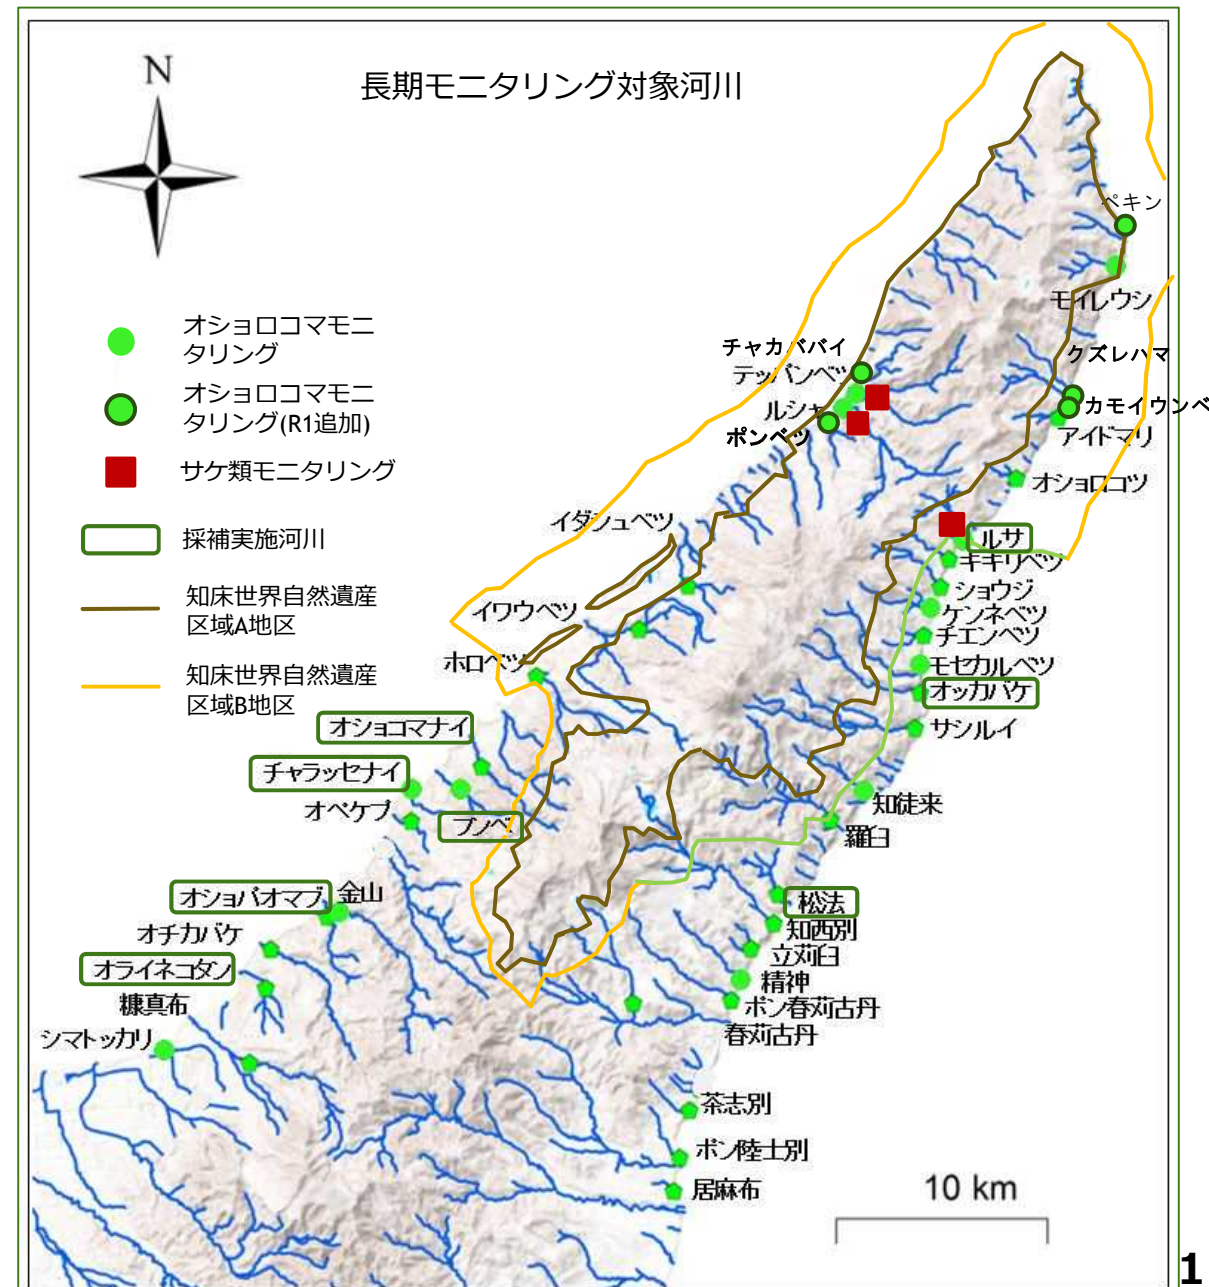 長期モニタリング対象河川
N
オショロコマモニ
タリング
オショロコマモニ
タリング(R1追加)
サケ類モニタリング
採補実施河川
知床世界自然遺産
区域A地区
知床世界自然遺産
区域B地区
ペキン
モイレウシ
クズレハマ
カモイウンベ
アイドマリ
オショロコツ
チャカババイ
テッパンベツ
ルシャ
ポンベツ
イダシュベツ
イワウベツ
ホロベツ
オショコマナイ
チャラッセナイ
オペケプ
フノベ
オショパオマブ
金山
オチカバケ
オライネコタン
糠真布
シマトッカリ
ルサ
キキリベツ
ショウジ
ケンネベツ
チエンベツ
モセカルベツ
オッカバケ
サシルイ
知徒来
羅臼
松法
知西別
立苅臼
精神
ポン春苅古丹
春苅古丹
茶志別
ポン陸士別
居麻布
10 km
1